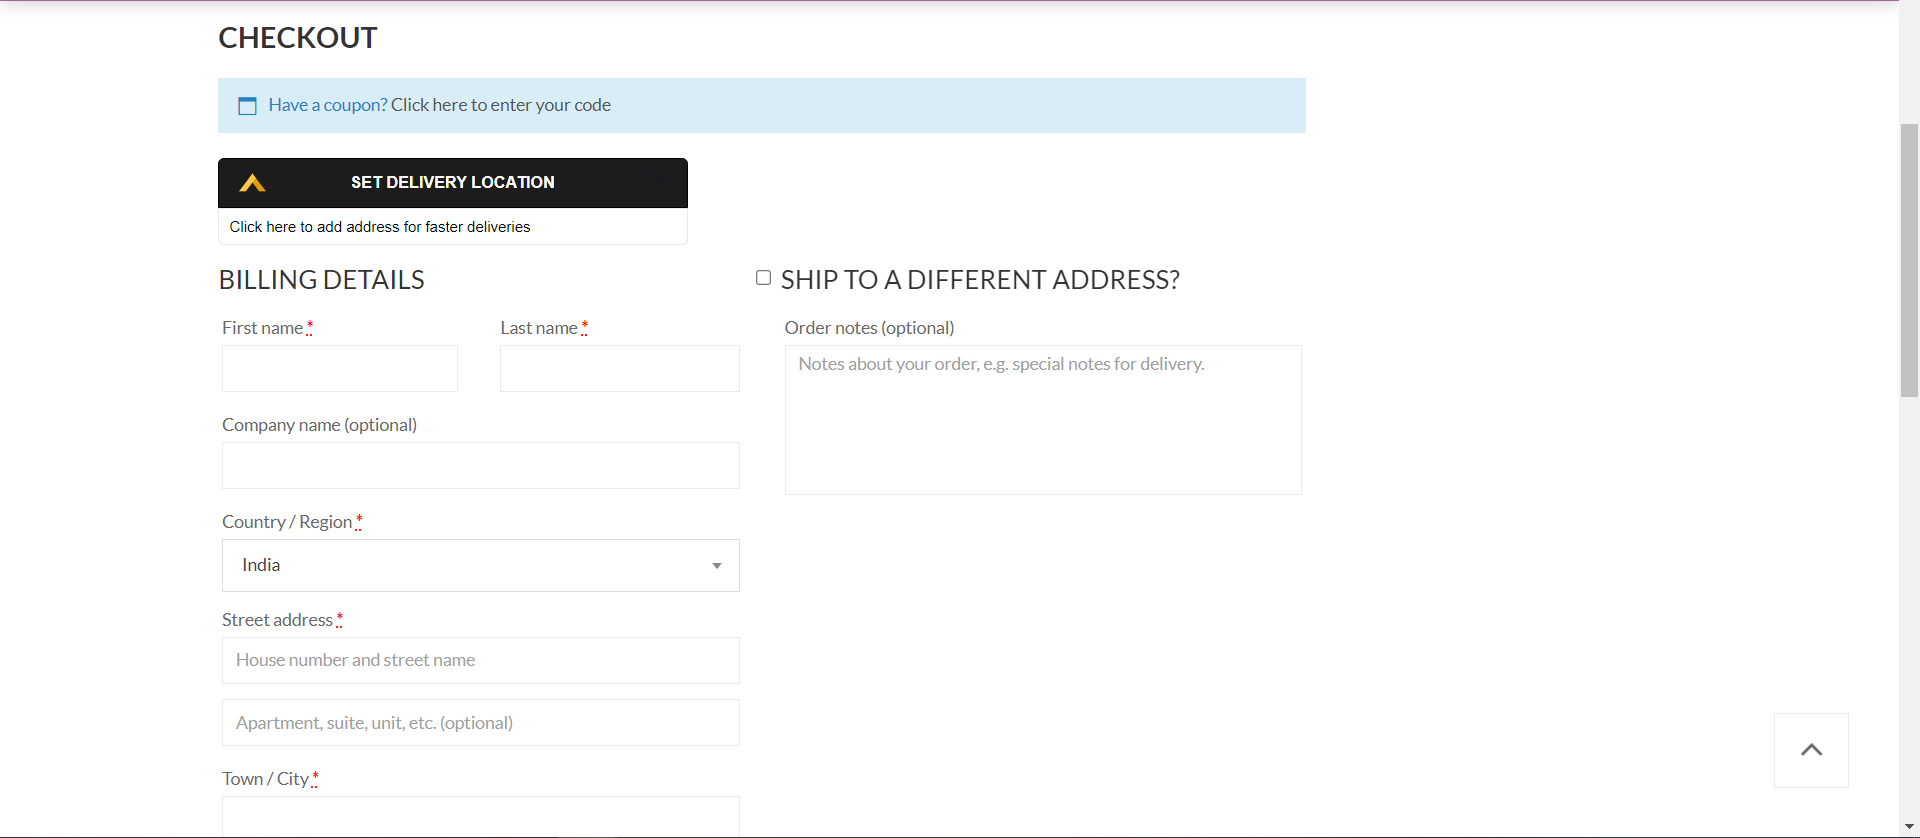 CHECKOUT
Have a coupon? Click here to enter your code
SET DELIVERY LOCATION
Click here to add address for faster deliveries
BILLING DETAILS
First name *
Last name *
Company name (optional)
Country / Region *
India
Street address *
House number and street name
Apartment, suite, unit, etc. (optional)
Town / City *
SHIP TO A DIFFERENT ADDRESS?
Order notes (optional)
Notes about your order, e.g. special notes for delivery.